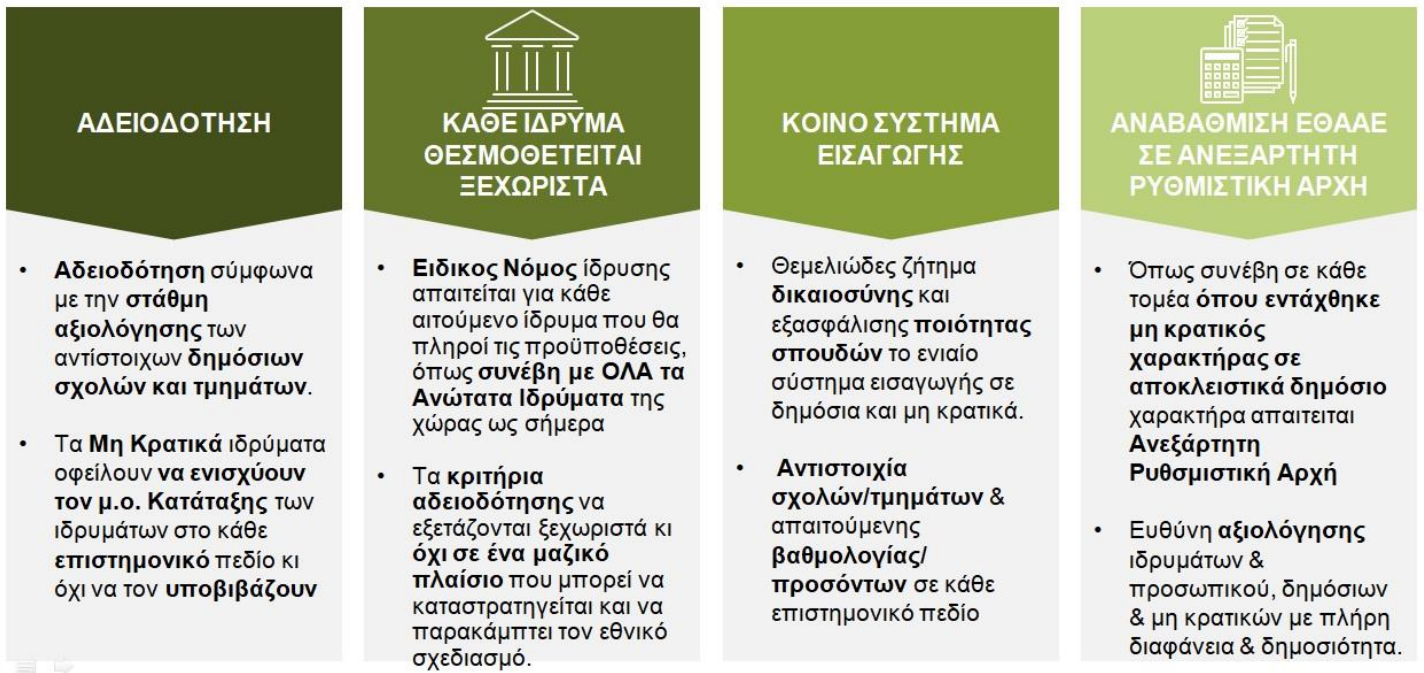 ΑΔΕΙΟΔΟΤΗΣΗ
Αδειοδότηση σύμφωνα
με την στάθμη
αξιολόγησης των
αντίστοιχων δημόσιων
σχολών και τμημάτων.
Τα Μη Κρατικά ιδρύματα
οφείλουν να ενισχύουν
τον μ.ο. Κατάταξης των
ιδρυμάτων στο κάθε
επιστημονικό πεδίο κι
όχι να τον υποβιβάζουν
ΚΑΘΕ ΙΔΡΥΜΑ
ΘΕΣΜΟΘΕΤΕΙΤΑΙ
ΞΕΧΩΡΙΣΤΑ
Ειδικος Νόμος ίδρυσης
απαιτείται για κάθε
αιτούμενο ίδρυμα που θα
πληροί τις προϋποθέσεις,
όπως συνέβη με ΟΛΑ τα
Ανώτατα Ιδρύματα της
χώρας ως σήμερα
Τα κριτήρια
αδειοδότησης να
εξετάζονται ξεχωριστά κι
όχι σε ένα μαζικό
πλαίσιο που μπορεί να
καταστρατηγείται και να
παρακάμπτει τον εθνικό
σχεδιασμό.
ΚΟΙΝΟ ΣΥΣΤΗΜΑ
ΕΙΣΑΓΩΓΗΣ
Θεμελιώδες ζήτημα
δικαιοσύνης και
εξασφάλισης ποιότητας
σπουδών το ενιαίο
σύστημα εισαγωγής σε
δημόσια και μη κρατικά.
Αντιστοιχία
σχολών/τμημάτων &
απαιτούμενης
βαθμολογίας/
προσόντων σε κάθε
επιστημονικό πεδίο
ΑΝΑΒΑΘΜΙΣΗ ΕΘΑΑΕ
ΣΕ ΑΝΕΞΑΡΤΗΤΗ
ΡΥΘΜΙΣΤΙΚΗ ΑΡΧΗ
Όπως συνέβη σε κάθε
τομέα όπου εντάχθηκε
μη κρατικός
χαρακτήρας σε
αποκλειστικά δημόσιο
χαρακτήρα απαιτειται
Ανεξάρτητη
Ρυθσμιστική Αρχή
Ευθύνη αξιολόγησης
ιδρυμάτων &
προσωπικού, δημόσιων
& μη κρατικών με πλήρη
διαφάνεια & δημοσιότητα.